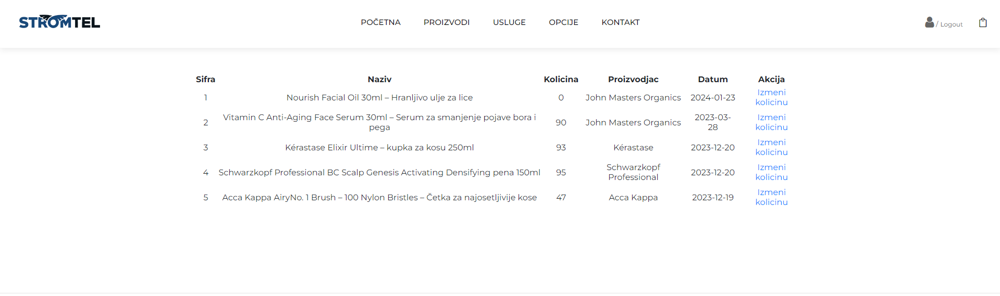 STROMTEL
POČETNA PROIZVODI USLUGE OPCIJE KONTAKT
/ Logout
Sifra Naziv Kolicina Proizvodjac Datum Akcija
1 Nourish Facial Oil 30ml – Hranljivo ulje za lice 0 John Masters Organics 2024-01-23 Izmeni
kolicinu
2 Vitamin C Anti-Aging Face Serum 30ml – Serum za smanjenje pojave bora i
pega 90 John Masters Organics 2023-03-
28 Izmeni
kolicinu
3 Kérastase Elixir Ultime – kupka za kosu 250ml 93 Kérastase 2023-12-20 Izmeni
kolicinu
4 Schwarzkopf Professional BC Scalp Genesis Activating Densifying pena 150ml 95 Schwarzkopf
Professional 2023-12-20 Izmeni
kolicinu
5 Acca Kappa AiryNo. 1 Brush – 100 Nylon Bristles – Četka za najosetljivije kose 47 Acca Kappa 2023-12-19 Izmeni
kolicinu